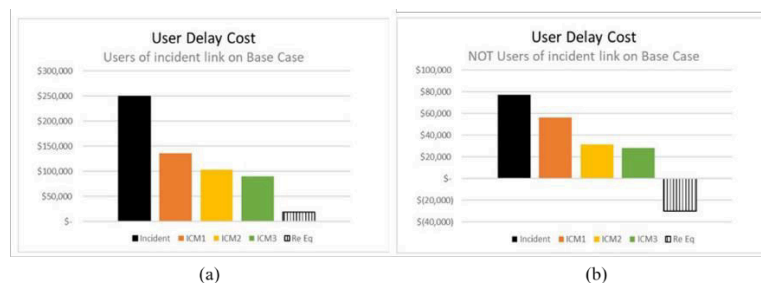 User Delay Cost
Users of incident link on Base Case
$300,000
$250,000
$200,000
$150,000
$100,000
$50,000
$-
Incident ICM1 ICM2 ICM3 Re Eq
(a)
User Delay Cost
NOT Users of incident link on Base Case
$100,000
$80,000
$60,000
$40,000
$20,000
$-
$(20,000)
$(40,000)
Incident ICM1 ICM2 ICM3 Re Eq
(b)